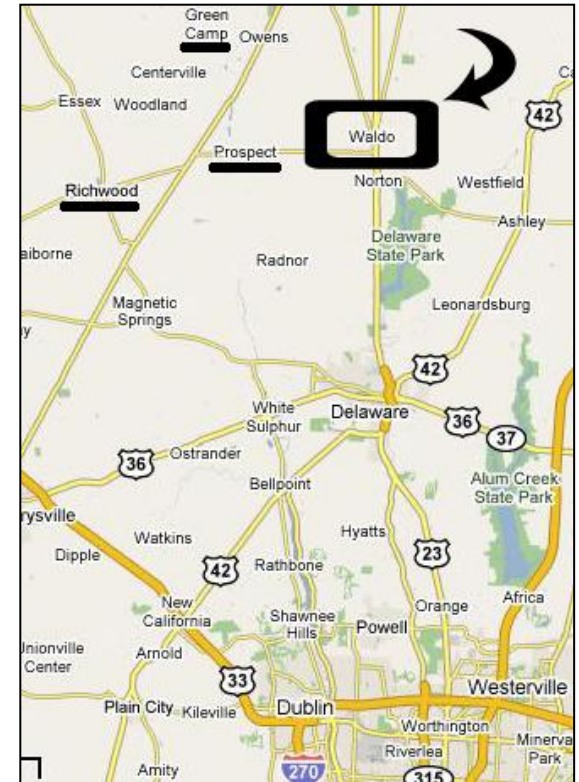 Green
Camp
Owens
Centerville
Essex
Woodland
42
Waldo
Prospect
Richwood
Norton
Westfield
Ashley
Delaware
State Park
aiborne
Radnor
Leonardsburg
Magnetic
Springs
42
White
Sulphur
Delaware
36
37
36
Ostrander
Bellpoint
Alum Creek
State Park
rysville
Watkins
Hyatts
Dipple
42
Rathbone
23
New
California
Shawnee
Hills
Orange
Africa
Powell
Jnionville
Center
Arnold
33
Westerville
Plain City
Kileville
Dublin
Worthington
Minerva
Park
Riverlea
Amity
270
315